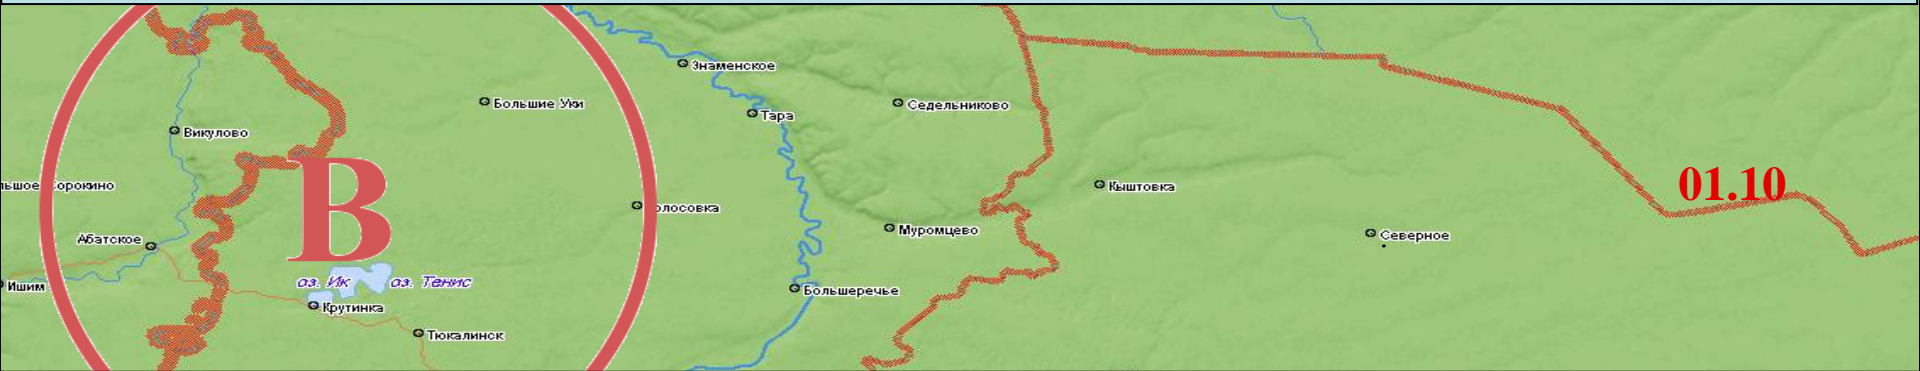 Знаменское
Большие Уки
Седельниково
Тара
Викулово
В
01.10
Кыштовка
Абатское
Муромцево
Северное
оз. Ик
оз. Тенис
Ишим
Большеречье
Крутинка
Тюкалинск